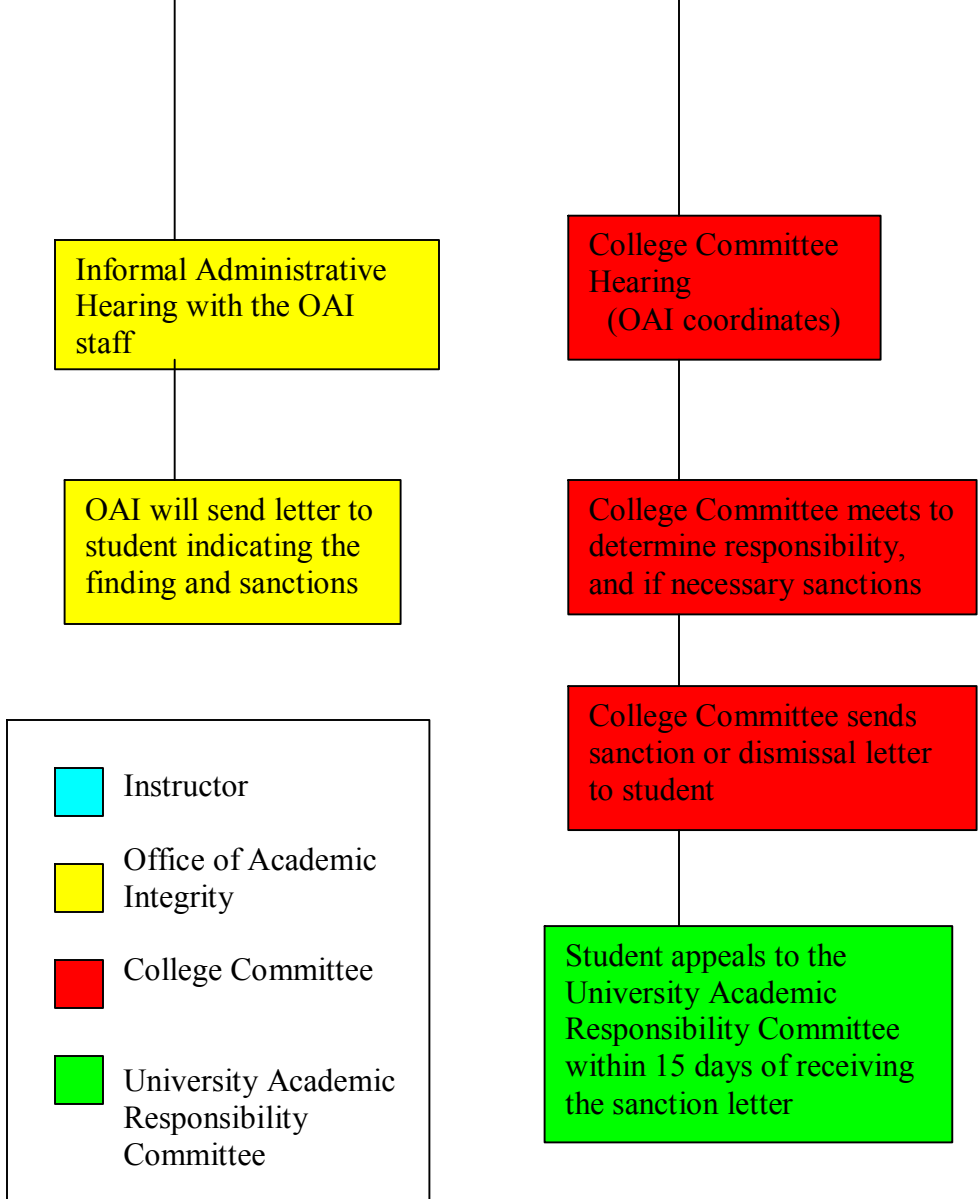 Informal Administrative
Hearing with the OAI
staff
OAI will send letter to
student indicating the
finding and sanctions
College Committee
Hearing
(OAI coordinates)
College Committee meets to
determine responsibility,
and if necessary sanctions
College Committee sends
sanction or dismissal letter
to student
Student appeals to the
University Academic
Responsibility Committee
within 15 days of receiving
the sanction letter
Instructor
Office of Academic
Integrity
College Committee
University Academic
Responsibility
Committee